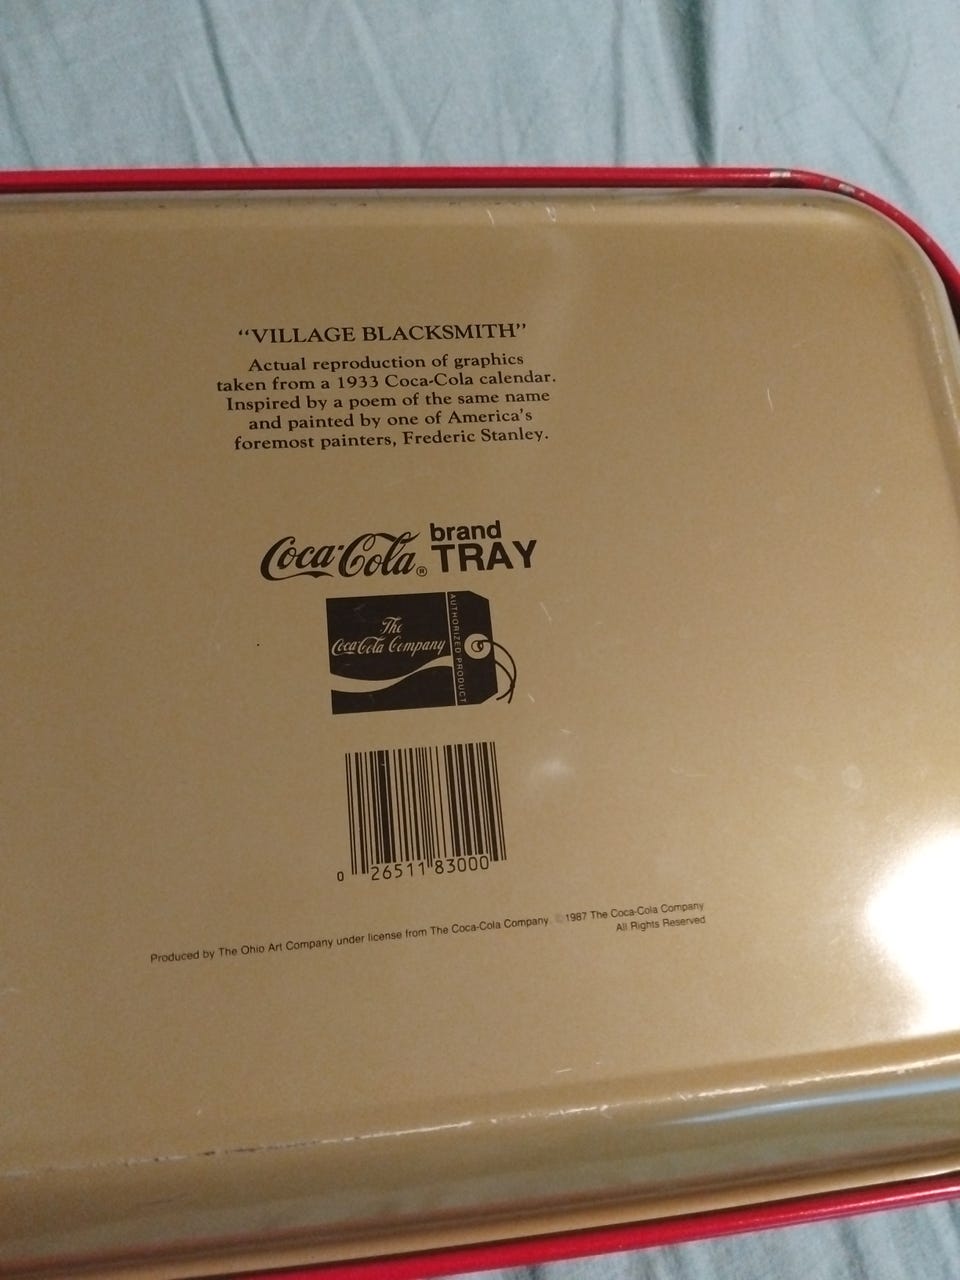 “VILLAGE BLACKSMITH”
Actual reproduction of graphics
taken from a 1933 Coca-Cola calendar.
Inspired by a poem of the same name
and painted by one of America's
foremost painters, Frederic Stanley.
Coca-Cola® brand TRAY
The
Coca-Cola Company
AUTHORIZED PRODUCT
0 26511 83000
Produced by The Ohio Art Company under license from The Coca-Cola Company ©1987 The Coca-Cola Company
All Rights Reserved